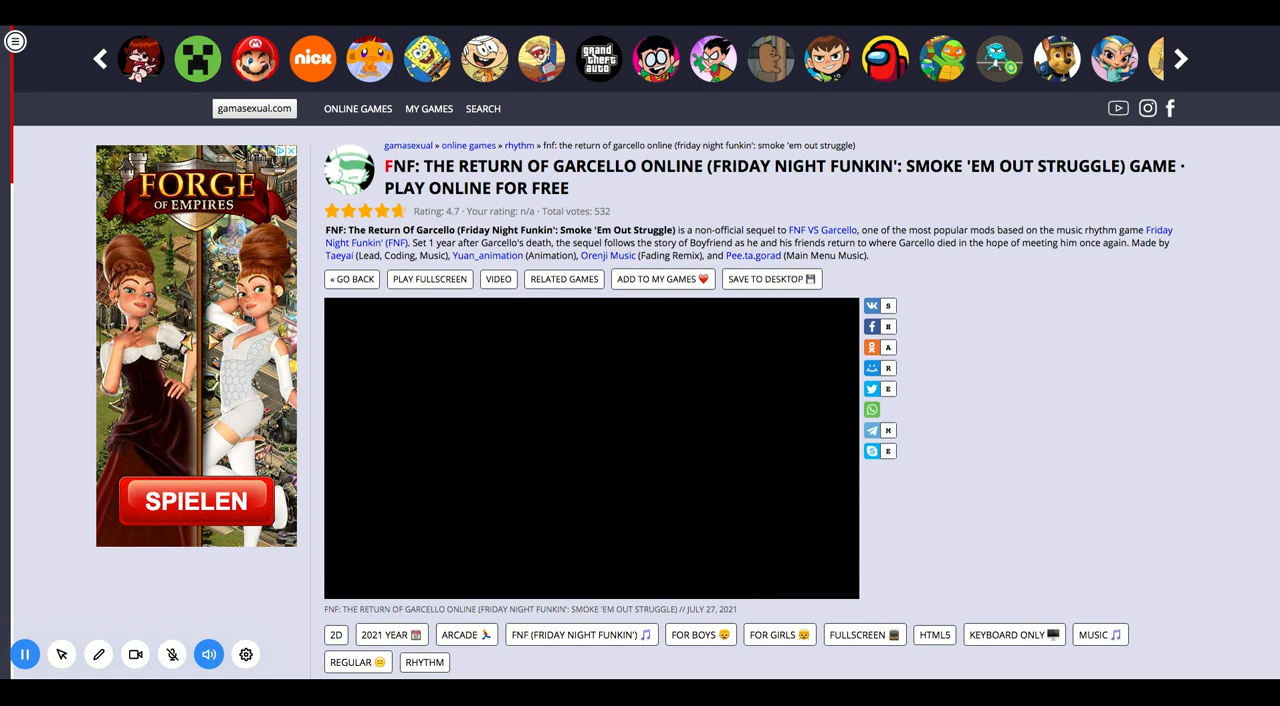 nick
grand
theft
auto
gamasexual.com
ONLINE GAMES
MY GAMES
SEARCH
gamasexual » online games » rhythm » fnf: the return of garcello online (friday night funkin': smoke 'em out struggle)
FNF: THE RETURN OF GARCELLO ONLINE (FRIDAY NIGHT FUNKIN': SMOKE 'EM OUT STRUGGLE) GAME ·
PLAY ONLINE FOR FREE
Rating: 4.7 · Your rating: n/a · Total votes: 532
FNF: The Return Of Garcello (Friday Night Funkin': Smoke 'Em Out Struggle) is a non-official sequel to FNF VS Garcello, one of the most popular mods based on the music rhythm game Friday
Night Funkin' (FNF). Set 1 year after Garcello's death, the sequel follows the story of Boyfriend as he and his friends return to where Garcello died in the hope of meeting him once again. Made by
Taeyai (Lead, Coding, Music), Yuan_animation (Animation), Orenji Music (Fading Remix), and Pee.ta.gorad (Main Menu Music).
« GO BACK
PLAY FULLSCREEN
VIDEO
RELATED GAMES
ADD TO MY GAMES ❤️
SAVE TO DESKTOP 💾
FORGE
OF EMPIRES
SPIELEN
S
H
A
R
E
M
E
FNF: THE RETURN OF GARCELLO ONLINE (FRIDAY NIGHT FUNKIN': SMOKE 'EM OUT STRUGGLE) // JULY 27, 2021
2D
2021 YEAR 📅
ARCADE 🏃
FNF (FRIDAY NIGHT FUNKIN') 🎵
FOR BOYS 👦
FOR GIRLS 👧
FULLSCREEN 📺
HTML5
KEYBOARD ONLY 🖥️
MUSIC 🎵
REGULAR 😐
RHYTHM